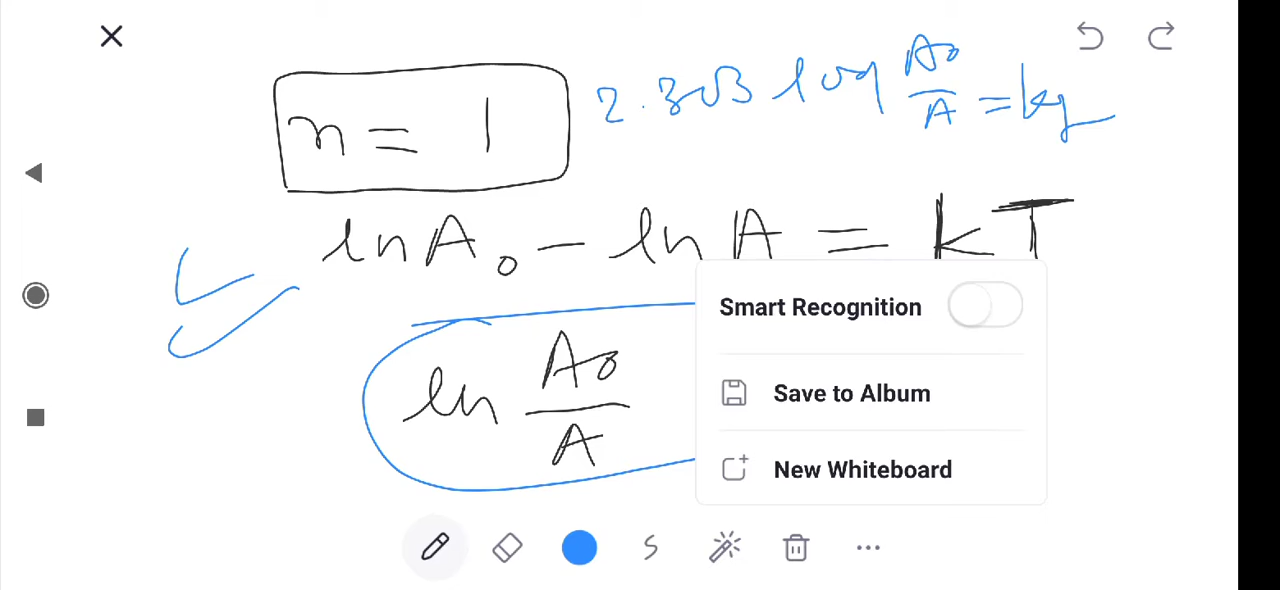 n = 1
2.303 log A₀/A = kt
ln A₀ - ln A = kT
Smart Recognition
ln A₀/A
Save to Album
New Whiteboard